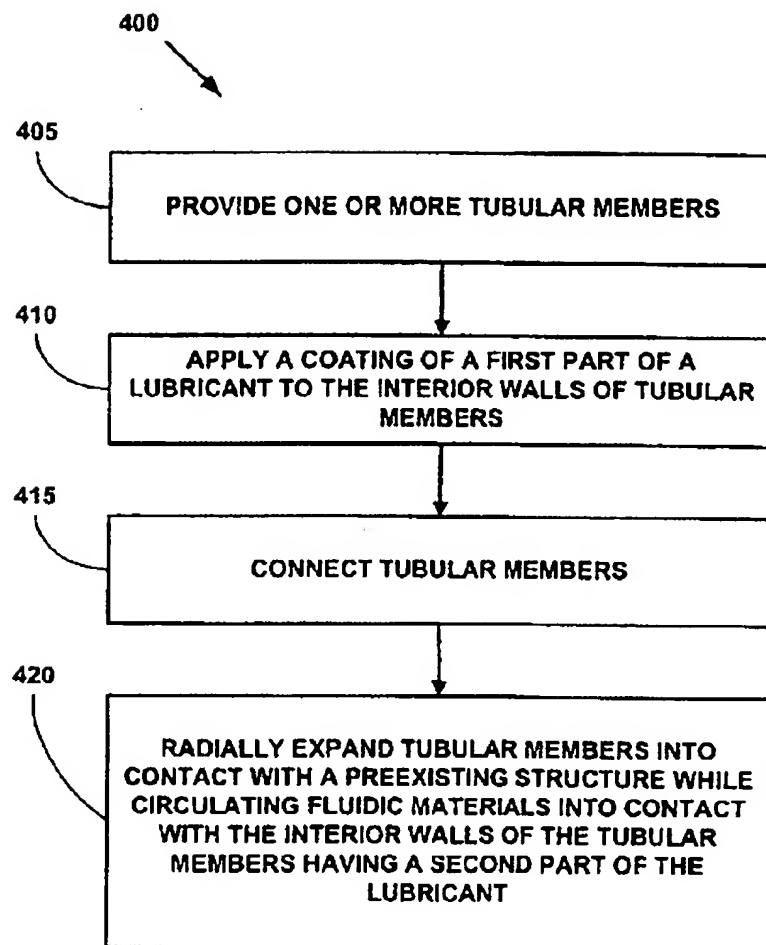 400
405
PROVIDE ONE OR MORE TUBULAR MEMBERS
410
APPLY A COATING OF A FIRST PART OF A
LUBRICANT TO THE INTERIOR WALLS OF TUBULAR
MEMBERS
415
CONNECT TUBULAR MEMBERS
420
RADIALLY EXPAND TUBULAR MEMBERS INTO
CONTACT WITH A PREEXISTING STRUCTURE WHILE
CIRCULATING FLUIDIC MATERIALS INTO CONTACT
WITH THE INTERIOR WALLS OF THE TUBULAR
MEMBERS HAVING A SECOND PART OF THE
LUBRICANT